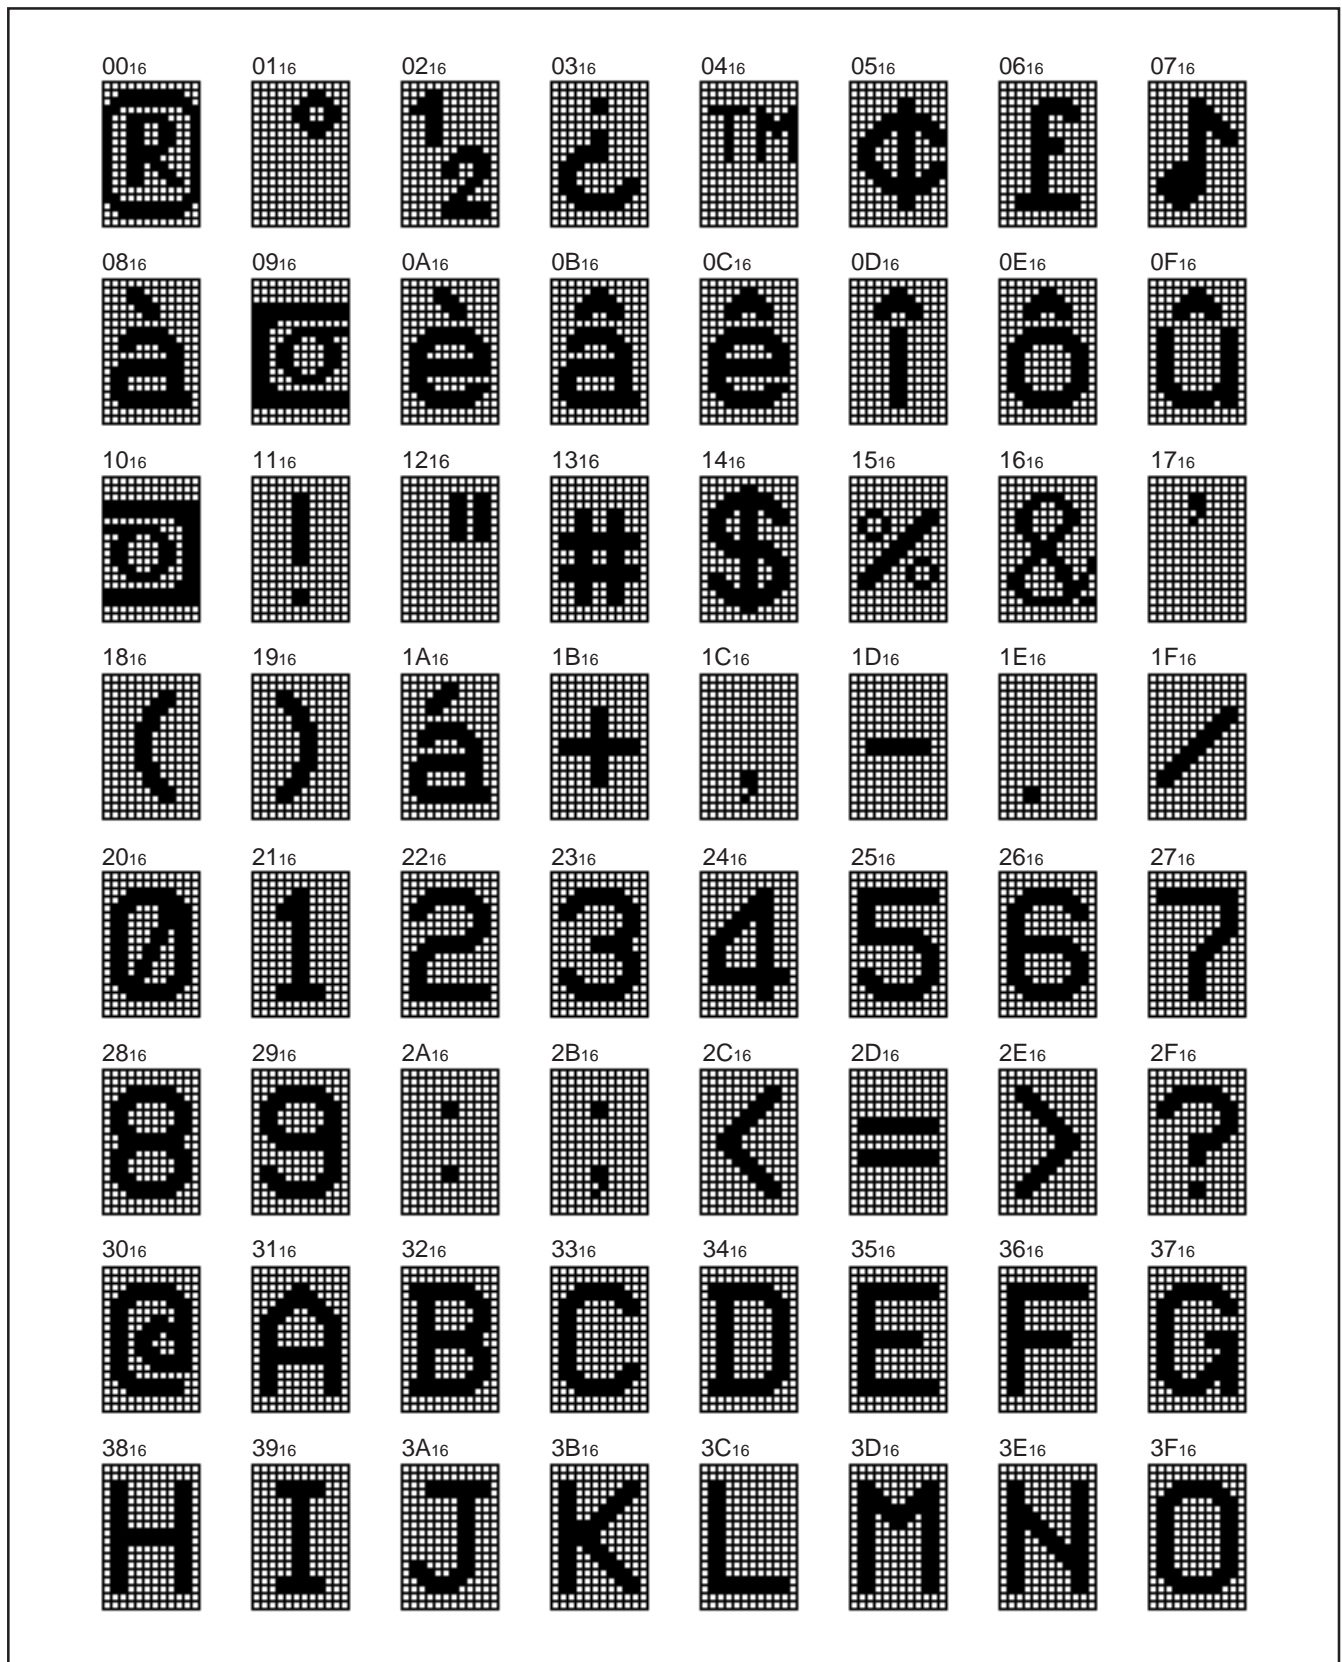 00₁₆ 01₁₆ 02₁₆ 03₁₆ 04₁₆ 05₁₆ 06₁₆ 07₁₆
® ° ½ ¿ ™ ¢ £ ♪
08₁₆ 09₁₆ 0A₁₆ 0B₁₆ 0C₁₆ 0D₁₆ 0E₁₆ 0F₁₆
à è â ê î ô û
10₁₆ 11₁₆ 12₁₆ 13₁₆ 14₁₆ 15₁₆ 16₁₆ 17₁₆
! " # $ % & '
18₁₆ 19₁₆ 1A₁₆ 1B₁₆ 1C₁₆ 1D₁₆ 1E₁₆ 1F₁₆
( ) á + , - . /
20₁₆ 21₁₆ 22₁₆ 23₁₆ 24₁₆ 25₁₆ 26₁₆ 27₁₆
0 1 2 3 4 5 6 7
28₁₆ 29₁₆ 2A₁₆ 2B₁₆ 2C₁₆ 2D₁₆ 2E₁₆ 2F₁₆
8 9 : ; < = > ?
30₁₆ 31₁₆ 32₁₆ 33₁₆ 34₁₆ 35₁₆ 36₁₆ 37₁₆
@ A B C D E F G
38₁₆ 39₁₆ 3A₁₆ 3B₁₆ 3C₁₆ 3D₁₆ 3E₁₆ 3F₁₆
H I J K L M N O